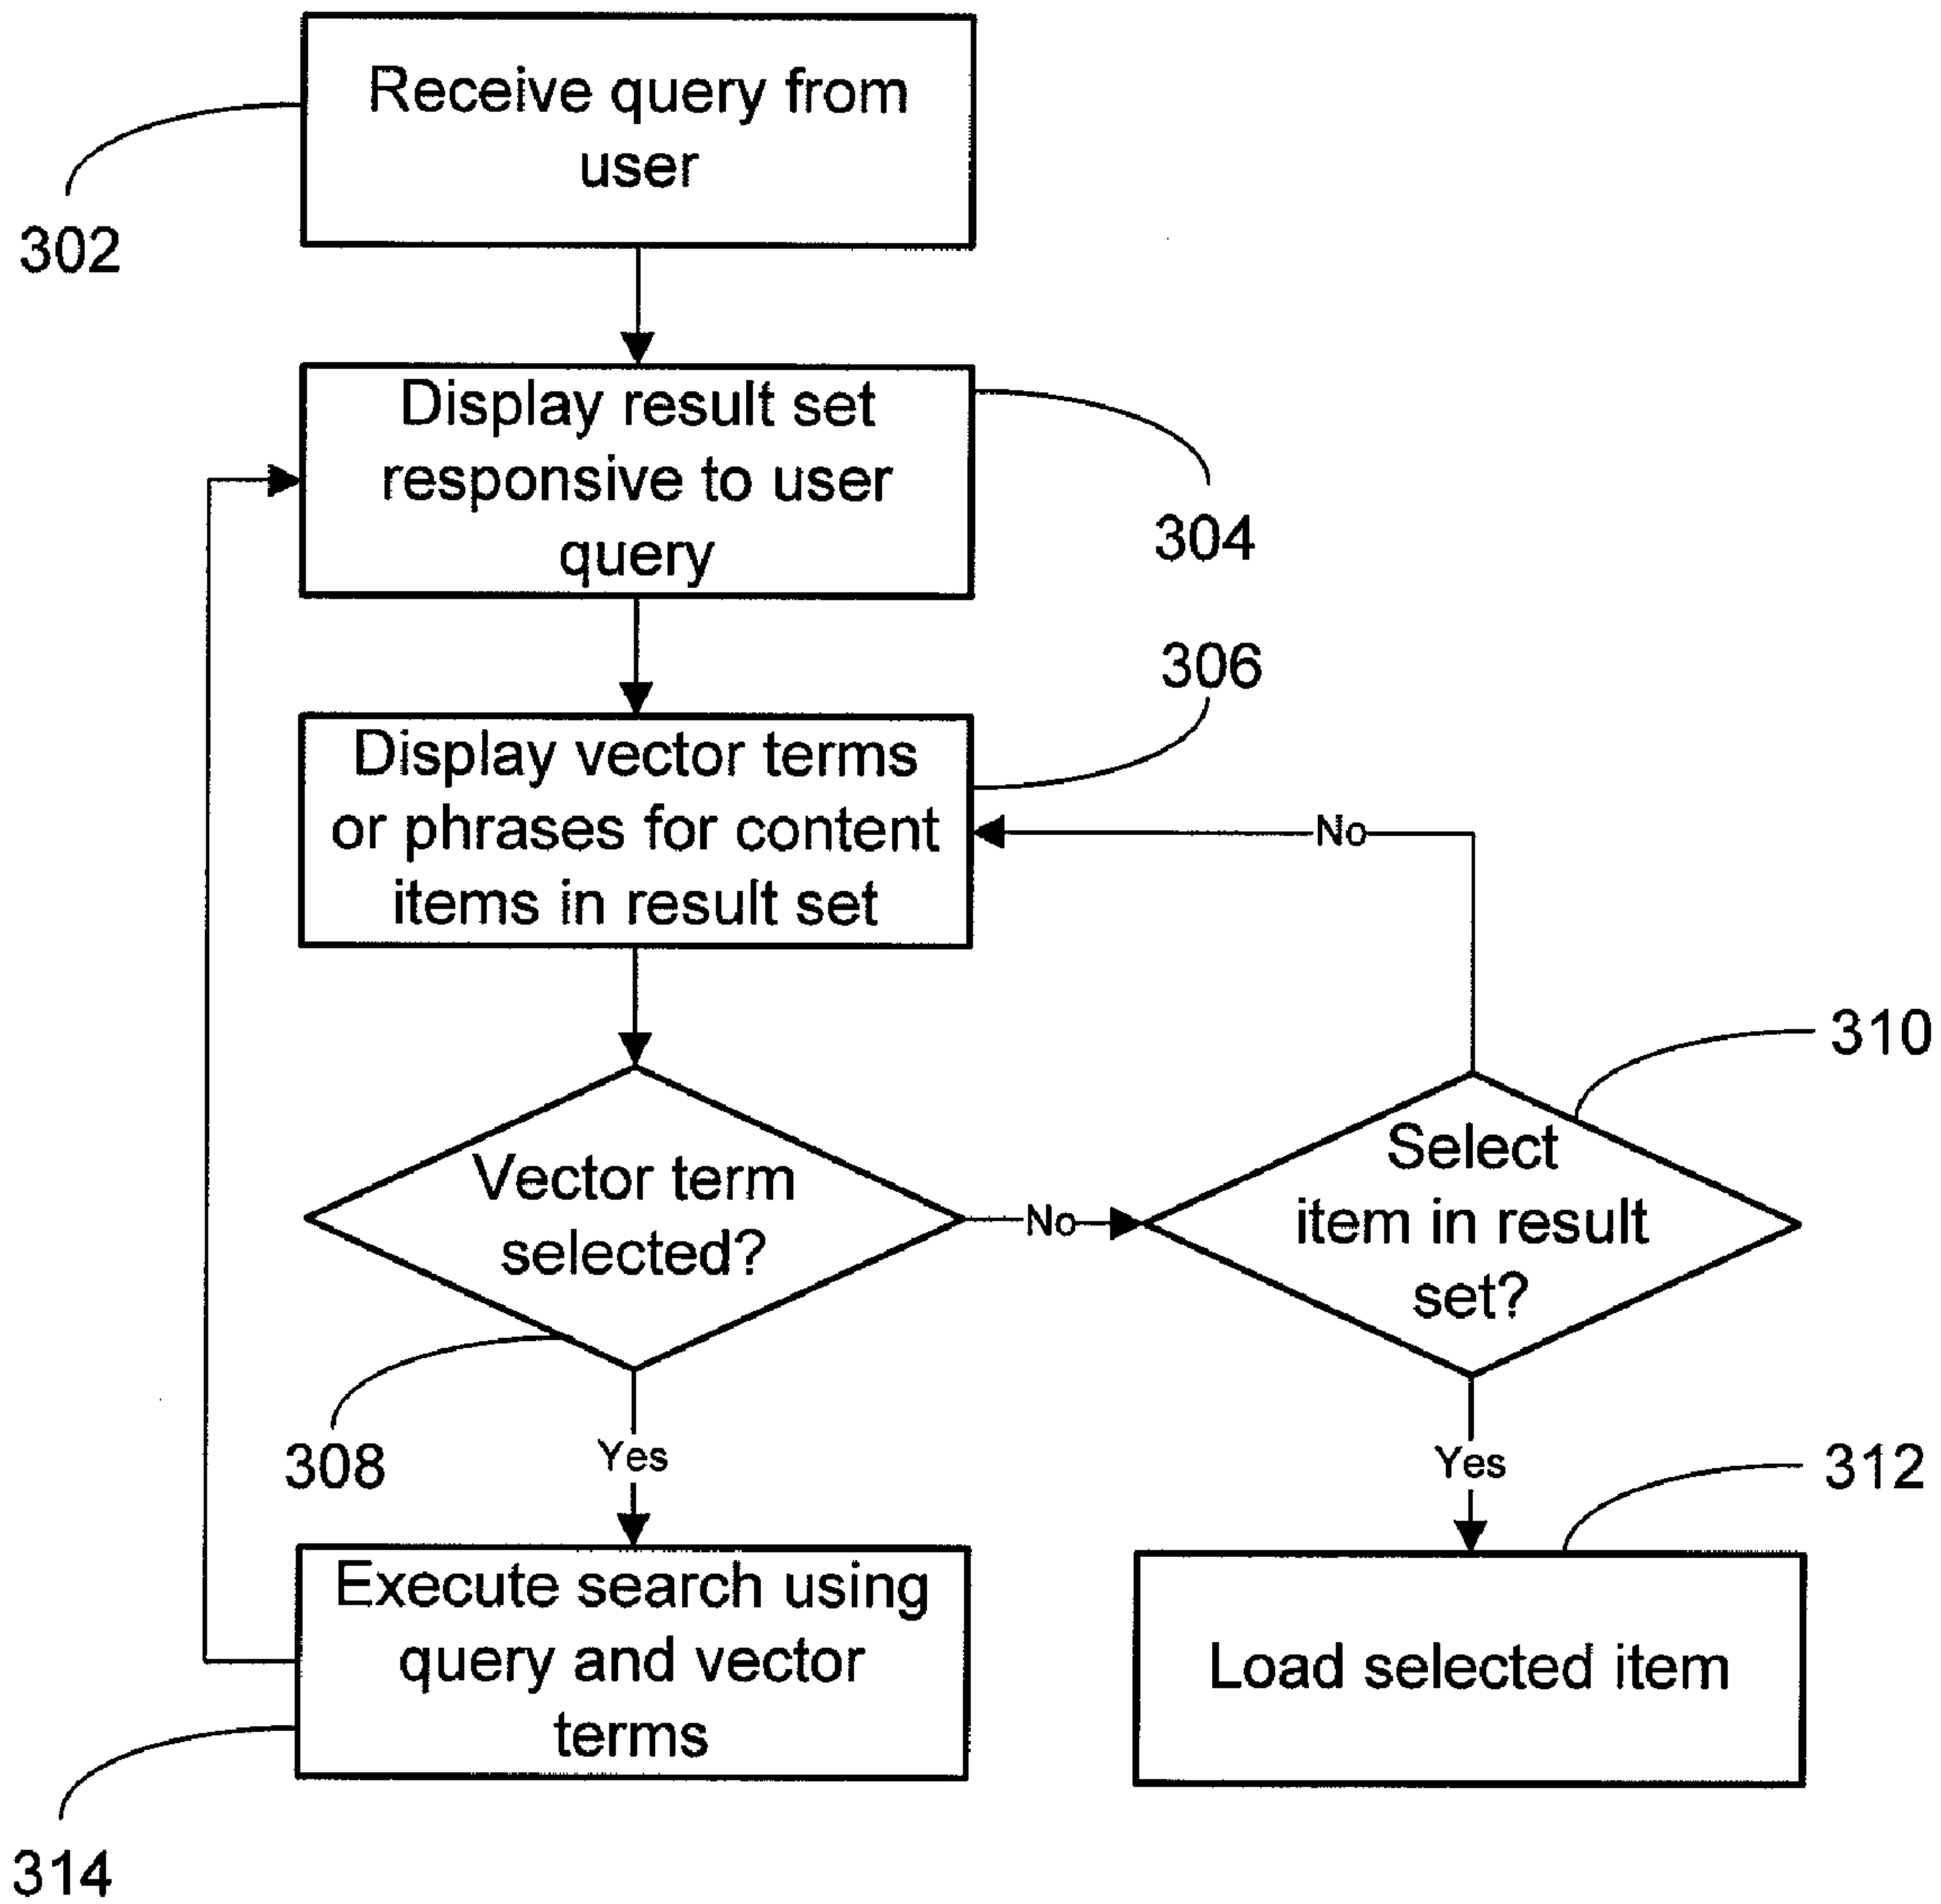 Receive query from
user
302
Display result set
responsive to user
query
304
306
Display vector terms
or phrases for content
items in result set
No
310
Vector term
selected?
No
Select
item in result
set?
308
Yes
Yes
312
Execute search using
query and vector
terms
Load selected item
314